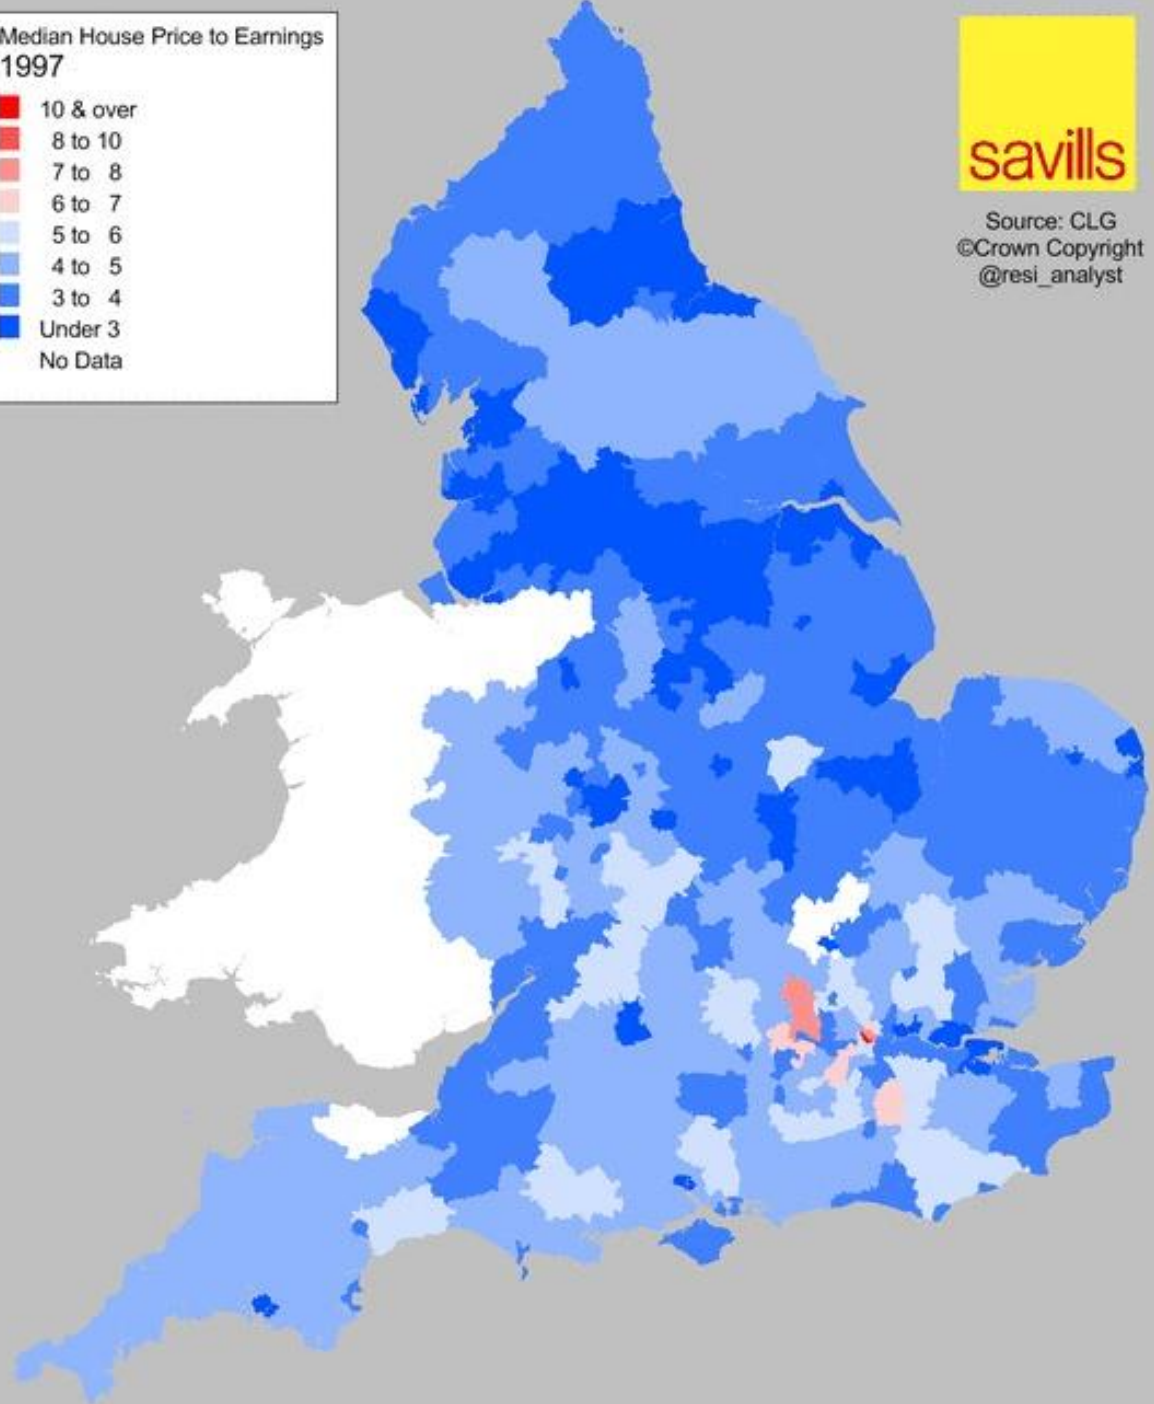 Median House Price to Earnings
1997
10 & over
8 to 10
7 to 8
6 to 7
5 to 6
4 to 5
3 to 4
Under 3
No Data
savills
Source: CLG
©Crown Copyright
@resi_analyst